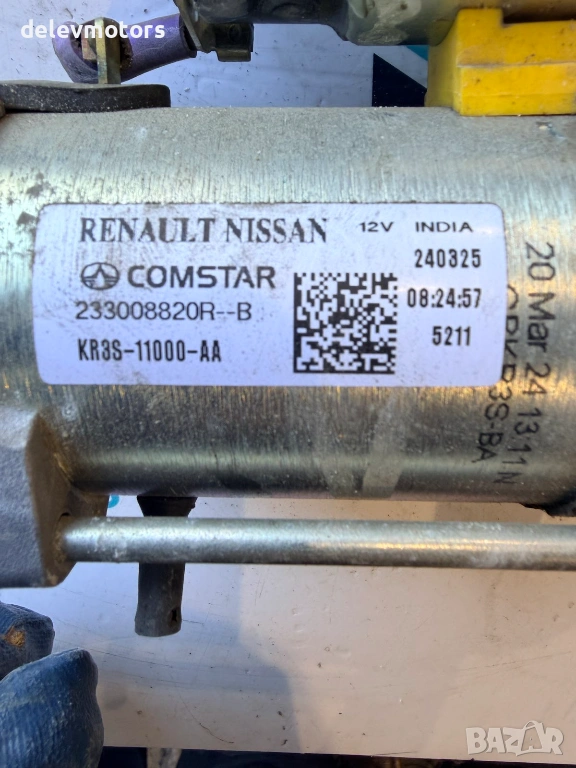 delevmotors
RENAULT NISSAN 12V INDIA
240325
COMSTAR
233008820R--B
08:24:57
KR3S-11000-AA
5211
20 Mar 24 13:11 N
BAZAR